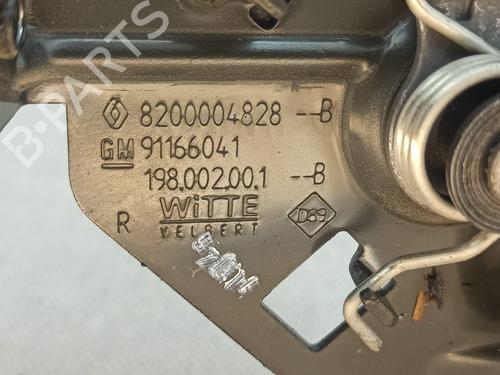 8200004828 --B
GM 91166041
198.002.00.1 --B
R WiTTE D89
VELBERT
B-PARTS